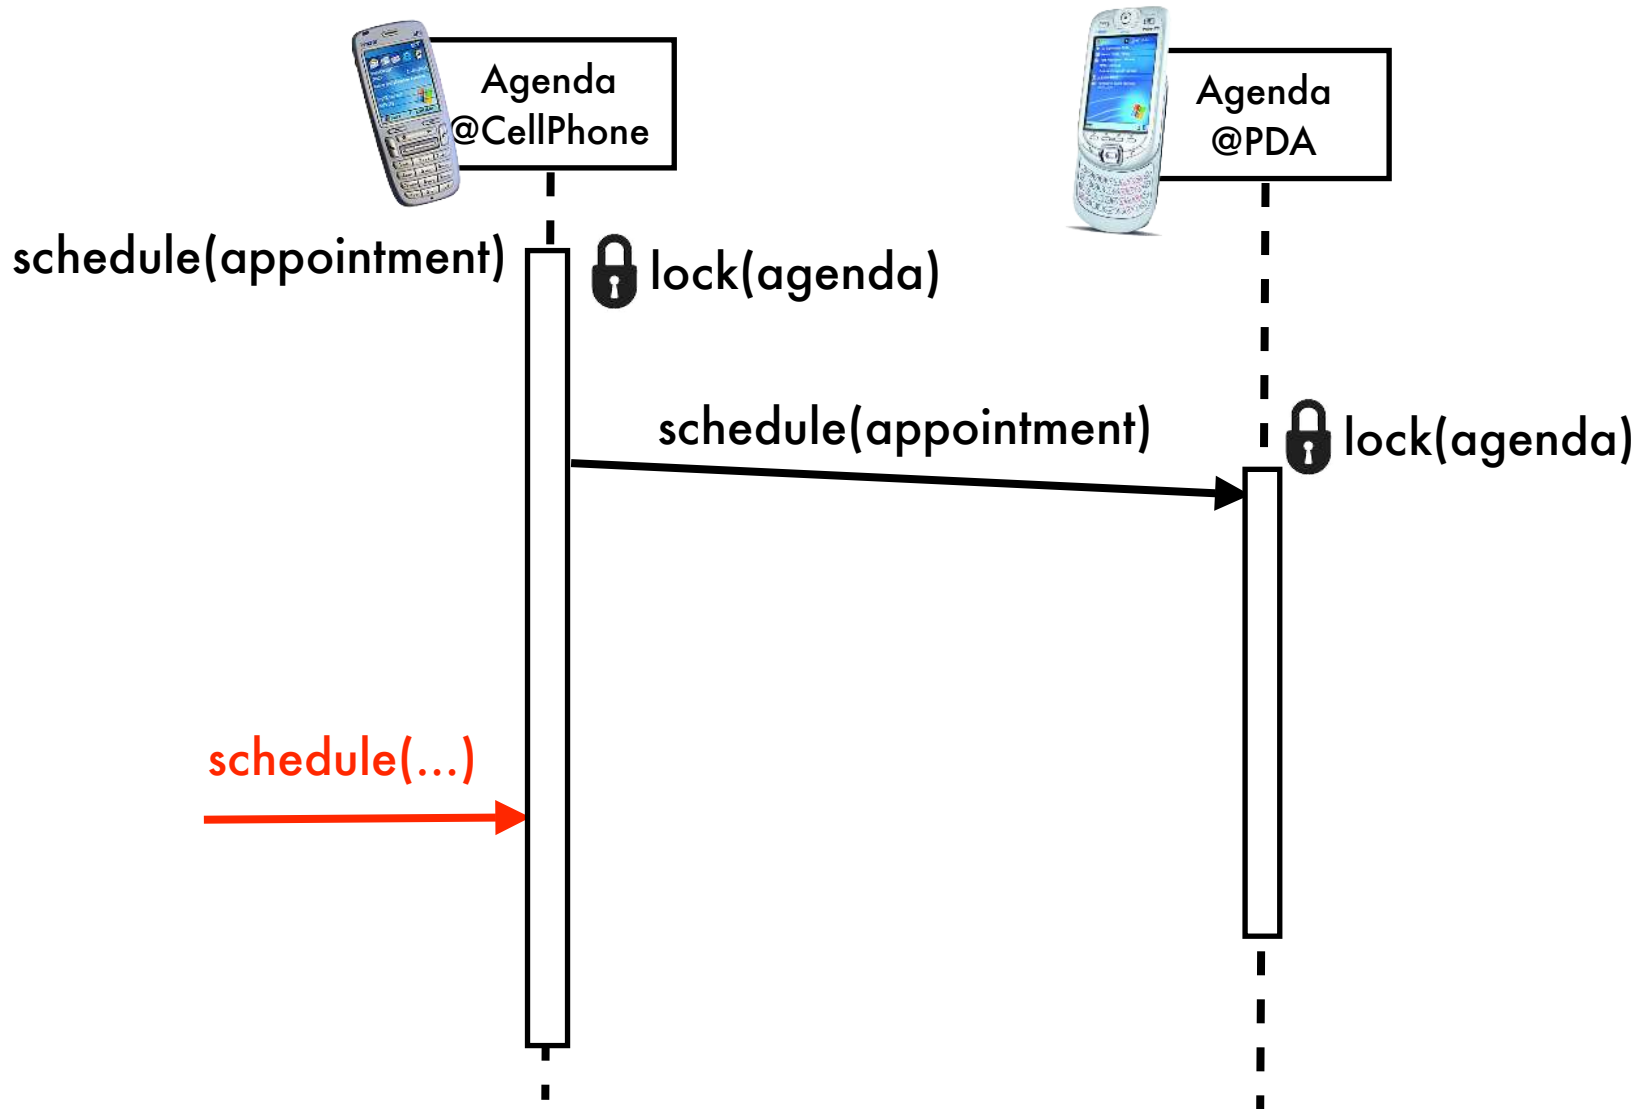 Agenda
@CellPhone
Agenda
@PDA
schedule(appointment)
lock(agenda)
schedule(appointment)
lock(agenda)
schedule(...)